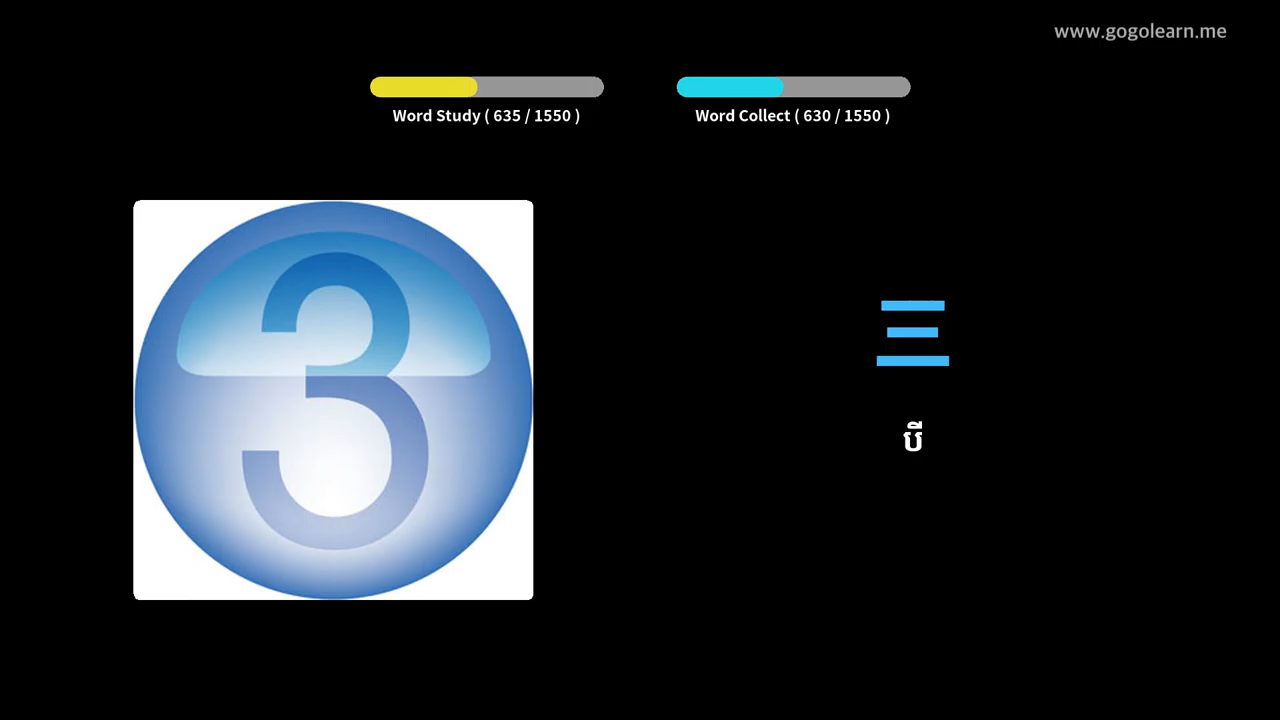 www.gogolearn.me
Word Study ( 635 / 1550 )
Word Collect ( 630 / 1550 )
3
三
បី